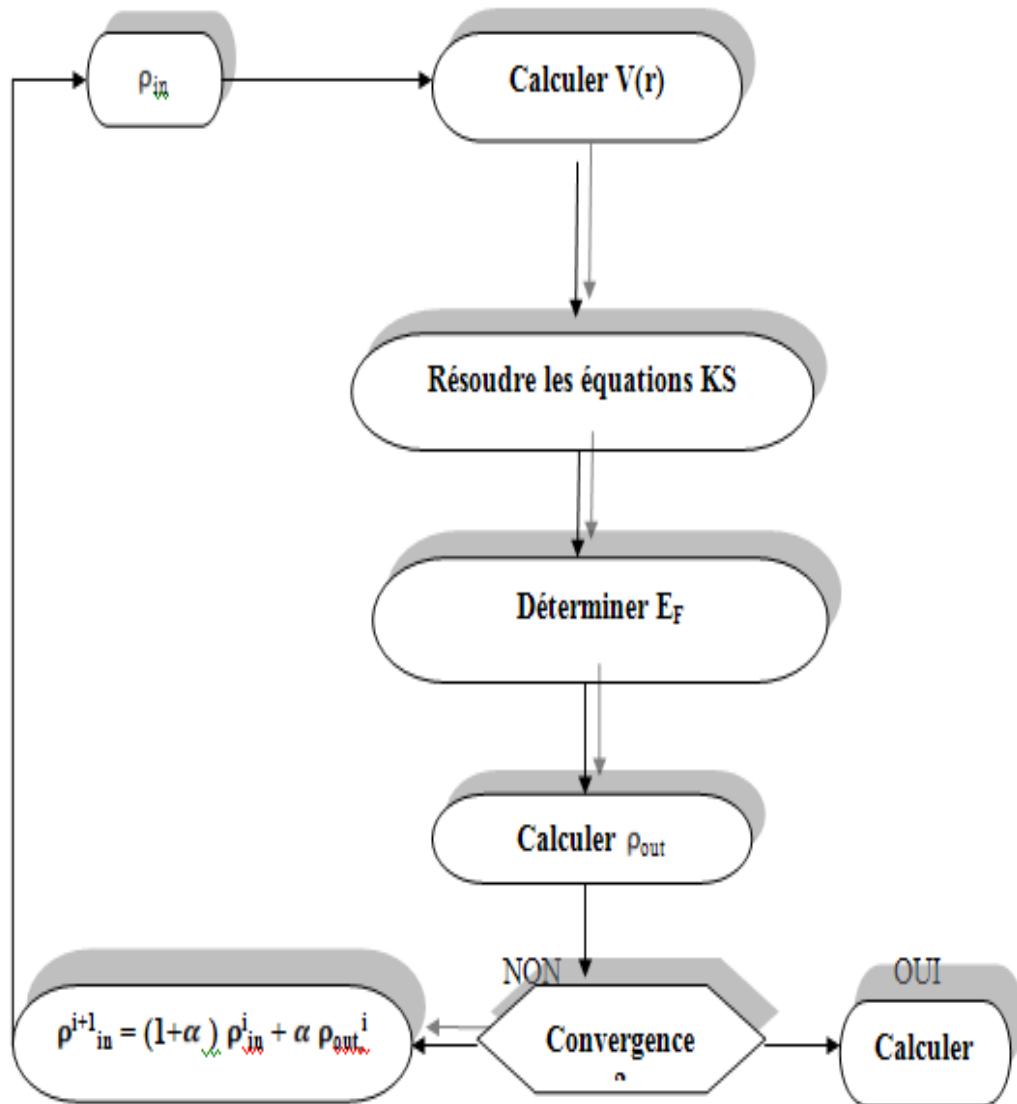 ρin
Calculer V(r)
Résoudre les équations KS
Déterminer EF
Calculer ρout
NON
OUI
ρi+1in = (1+α ) ρiin + α ρouti
Convergence
Calculer